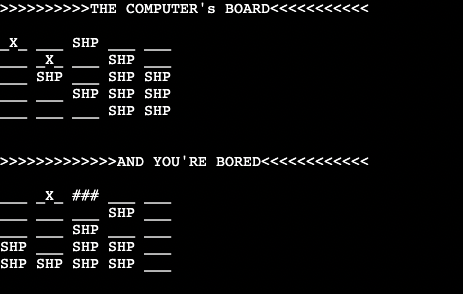 >>>>>>>>>>THE COMPUTER's BOARD<<<<<<<<<<<
_X_ ___ SHP ___ ___
___ _X_ ___ SHP ___
___ SHP ___ SHP SHP
___ ___ SHP SHP SHP
___ ___ ___ SHP SHP
>>>>>>>>>>>>>AND YOU'RE BORED<<<<<<<<<<<<
___ _X_ ### ___ ___
___ ___ ___ SHP ___
___ ___ SHP ___ ___
SHP ___ SHP SHP ___
SHP SHP SHP SHP ___